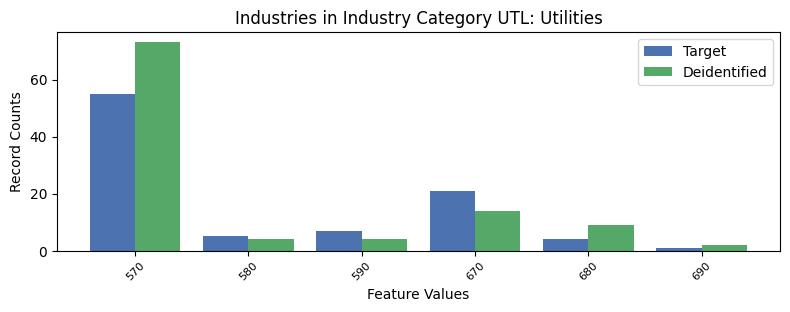 Industries in Industry Category UTL: Utilities
Target
Deidentified
Record Counts
60
40
20
0
570 580 590 670 680 690
Feature Values